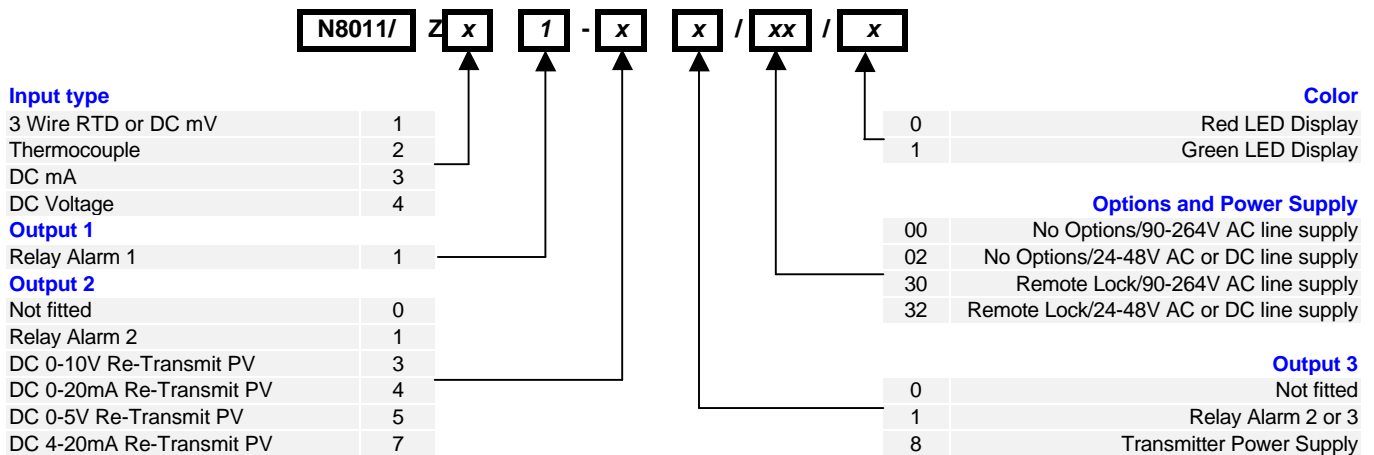 N8011/ Z x 1 - x x / xx / x
Input type
3 Wire RTD or DC mV 1
Thermocouple 2
DC mA 3
DC Voltage 4
Output 1
Relay Alarm 1 1
Output 2
Not fitted 0
Relay Alarm 2 1
DC 0-10V Re-Transmit PV 3
DC 0-20mA Re-Transmit PV 4
DC 0-5V Re-Transmit PV 5
DC 4-20mA Re-Transmit PV 7
Color
0 Red LED Display
1 Green LED Display
Options and Power Supply
00 No Options/90-264V AC line supply
02 No Options/24-48V AC or DC line supply
30 Remote Lock/90-264V AC line supply
32 Remote Lock/24-48V AC or DC line supply
Output 3
0 Not fitted
1 Relay Alarm 2 or 3
8 Transmitter Power Supply